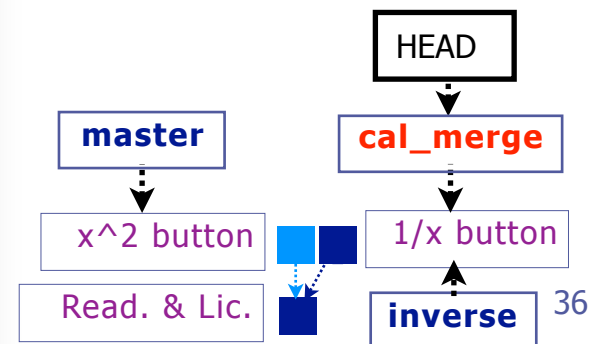 HEAD
master
cal_merge
x^2 button
1/x button
Read. & Lic.
inverse
36